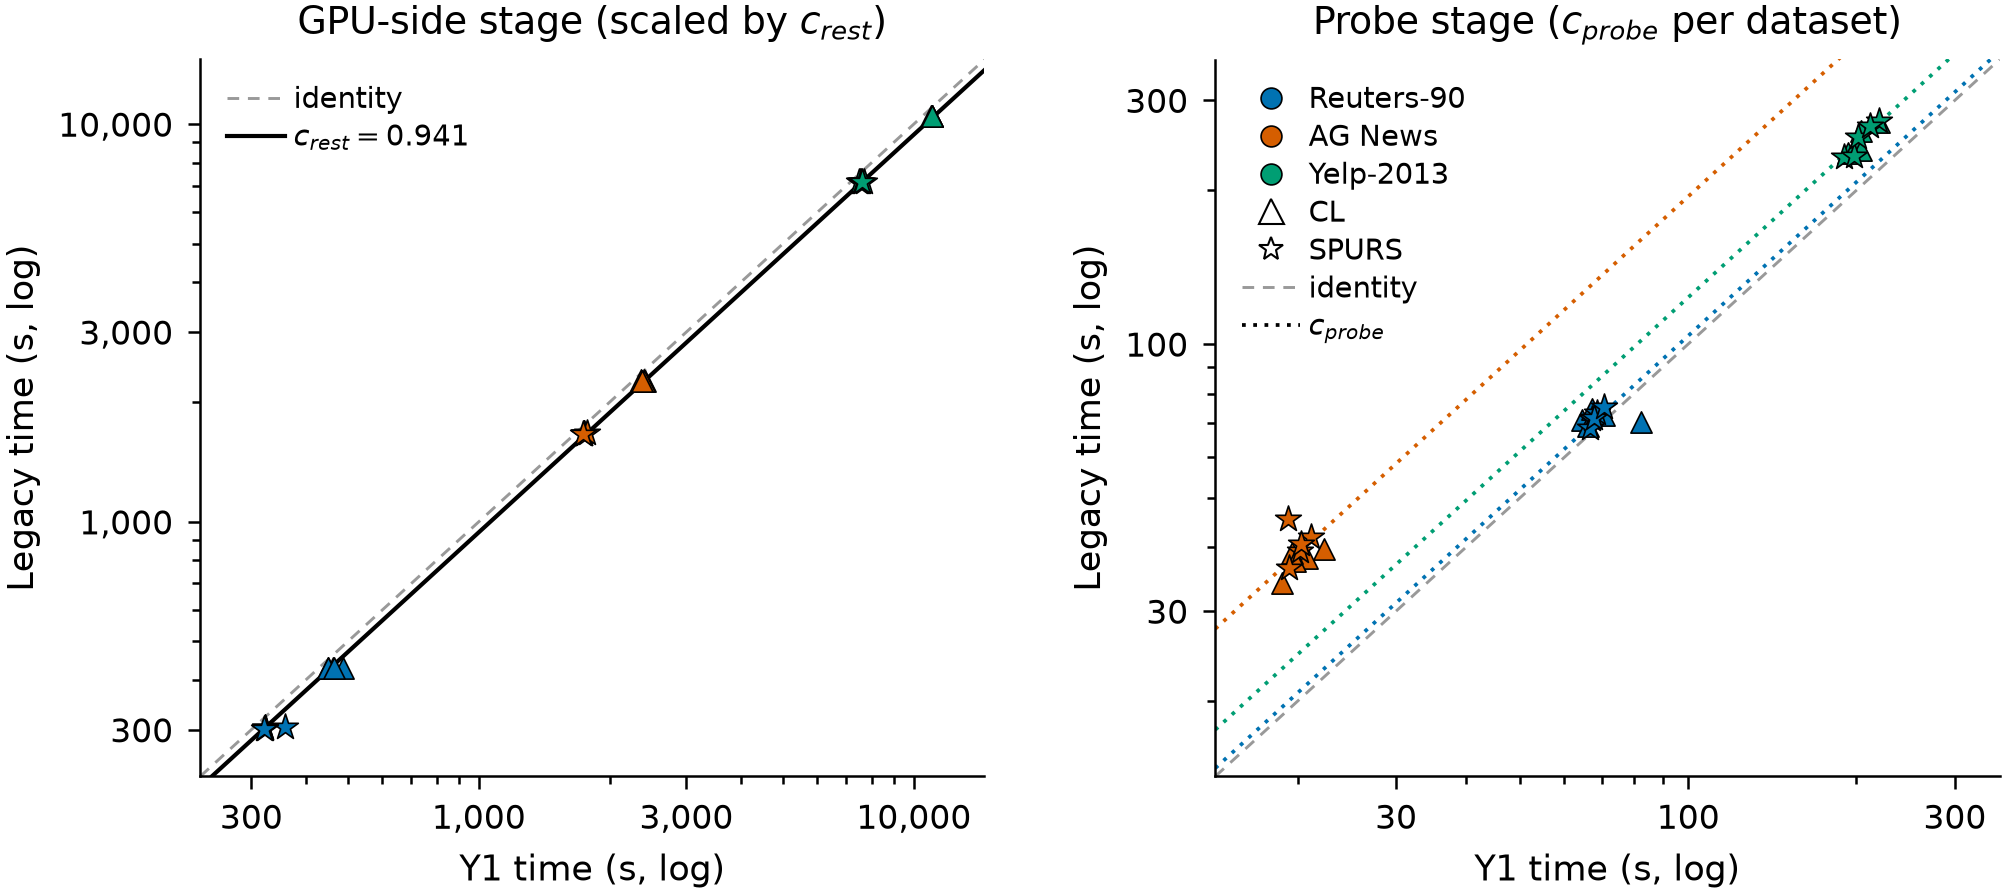 GPU-side stage (scaled by c_rest)
identity
c_rest = 0.941
10,000
3,000
1,000
300
Legacy time (s, log)
300
1,000
3,000
10,000
Y1 time (s, log)
Probe stage (c_probe per dataset)
Reuters-90
AG News
Yelp-2013
CL
SPURS
identity
c_probe
300
100
30
Legacy time (s, log)
30
100
300
Y1 time (s, log)